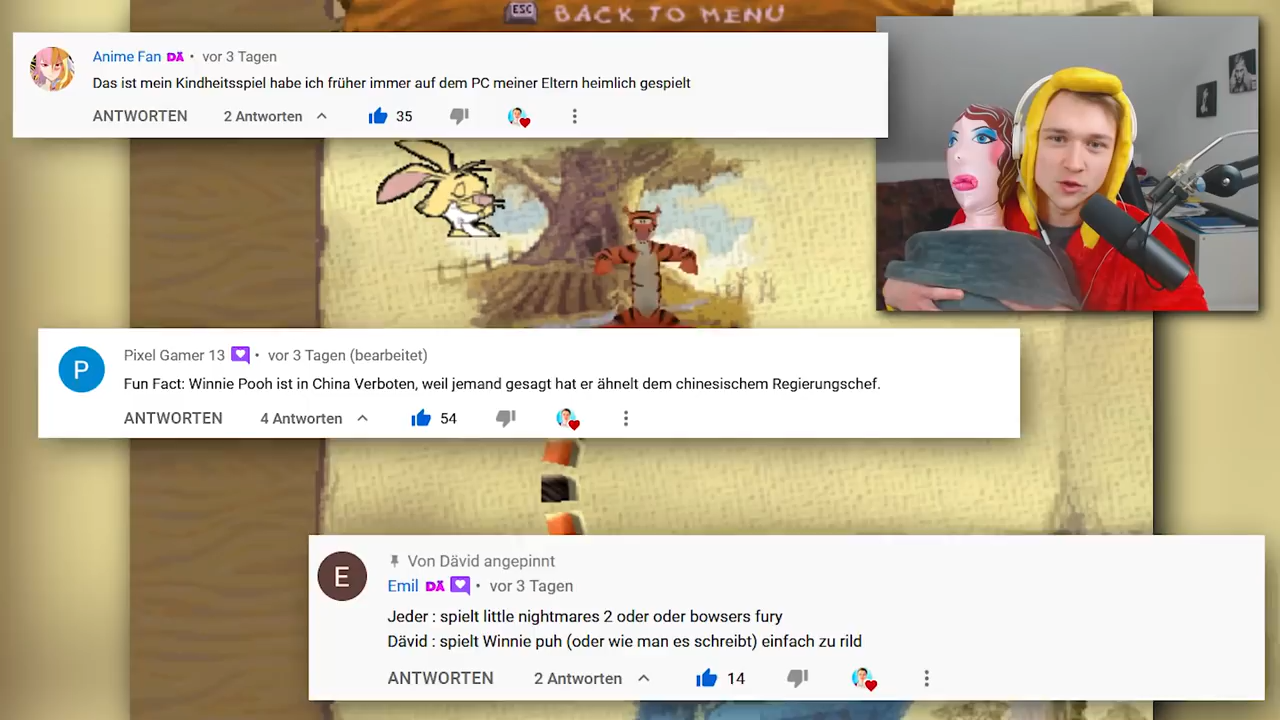 ESC BACK TO MENU
Anime Fan DÄ • vor 3 Tagen
Das ist mein Kindheitsspiel habe ich früher immer auf dem PC meiner Eltern heimlich gespielt
ANTWORTEN 2 Antworten 35
P
Pixel Gamer 13 • vor 3 Tagen (bearbeitet)
Fun Fact: Winnie Pooh ist in China Verboten, weil jemand gesagt hat er ähnelt dem chinesischem Regierungschef.
ANTWORTEN 4 Antworten 54
E
Von Dävid angepinnt
Emil DÄ • vor 3 Tagen
Jeder : spielt little nightmares 2 oder oder bowsers fury
Dävid : spielt Winnie puh (oder wie man es schreibt) einfach zu rild
ANTWORTEN 2 Antworten 14